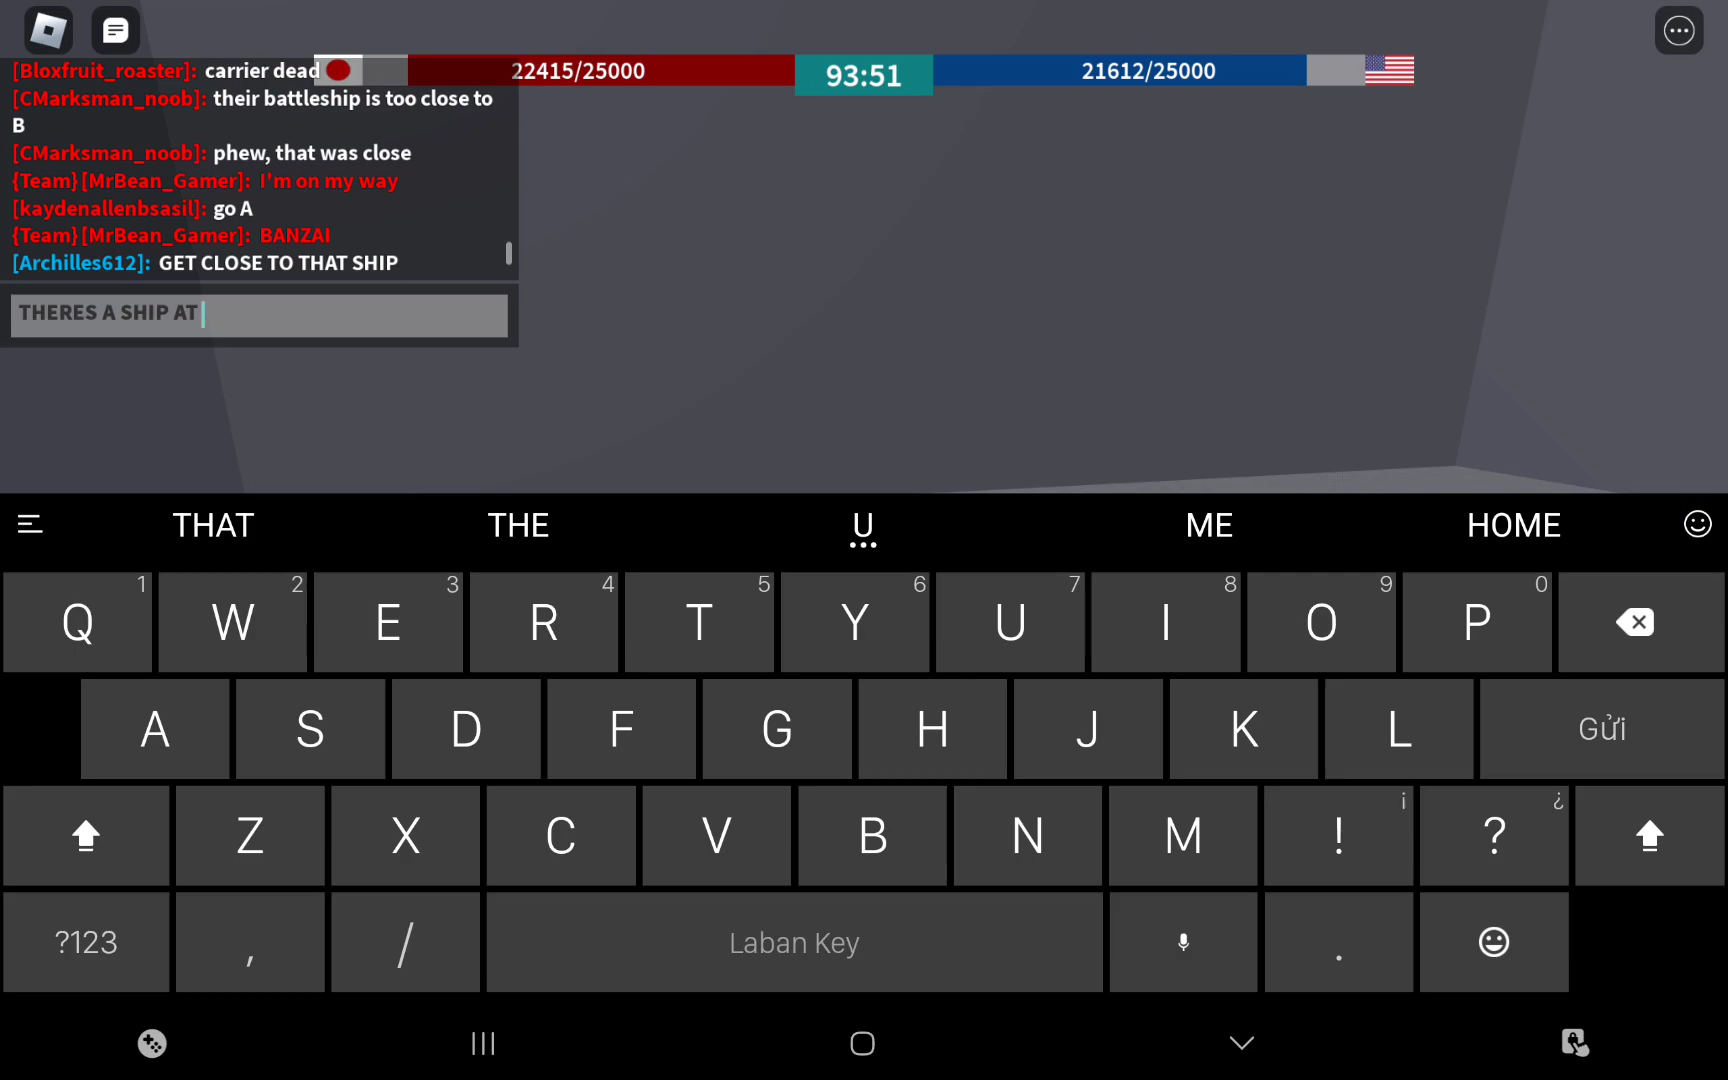 [Bloxfruit_roaster]: carrier dead
22415/25000
93:51
21612/25000
[CMarksman_noob]: their battleship is too close to
B
[CMarksman_noob]: phew, that was close
{Team}[MrBean_Gamer]: I'm on my way
[kaydenallenbsasil]: go A
{Team}[MrBean_Gamer]: BANZAI
[Archilles612]: GET CLOSE TO THAT SHIP
THERES A SHIP AT
THAT THE U ME HOME
1 2 3 4 5 6 7 8 9 0
Q W E R T Y U I O P
A S D F G H J K L Gửi
¡ ¿
Z X C V B N M ! ?
?123 , / Laban Key .